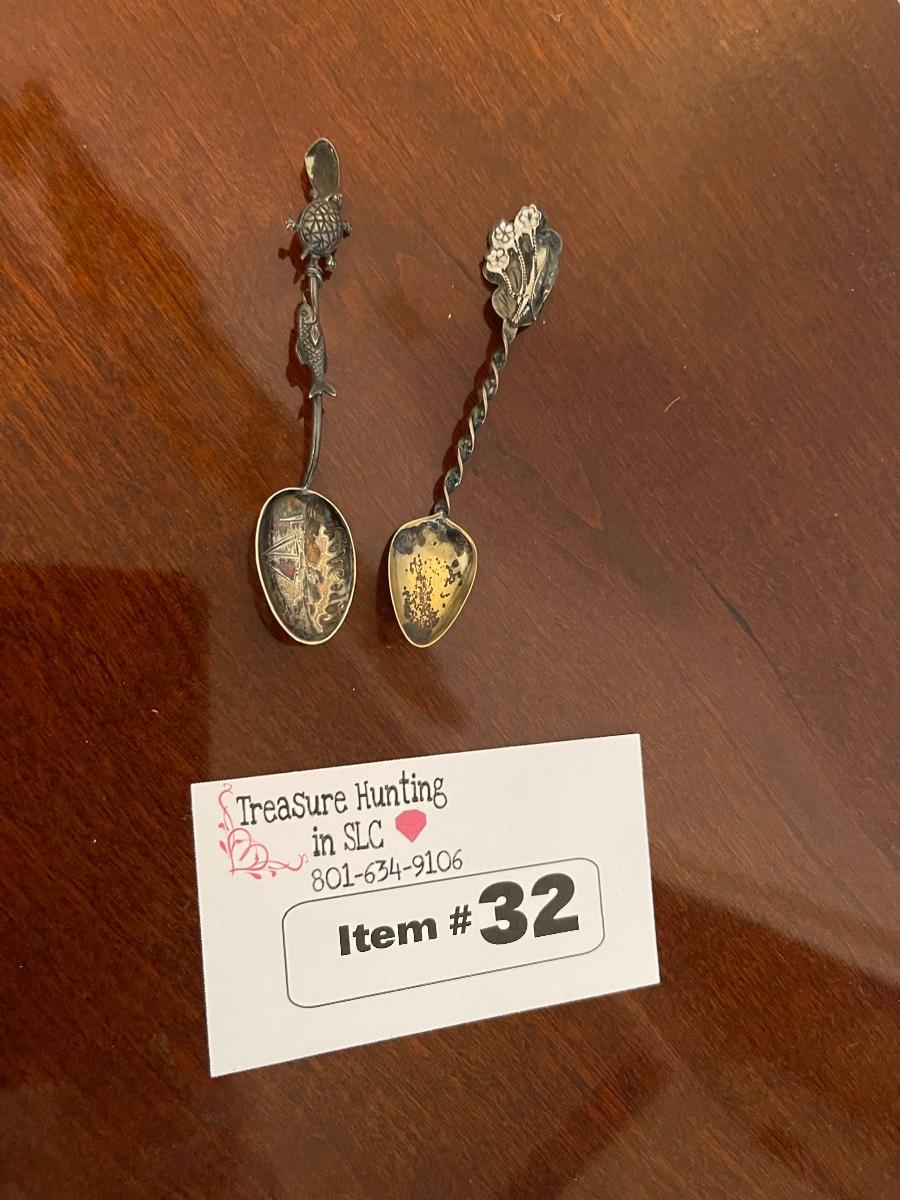 Treasure Hunting
in SLC
801-634-9106
Item #32